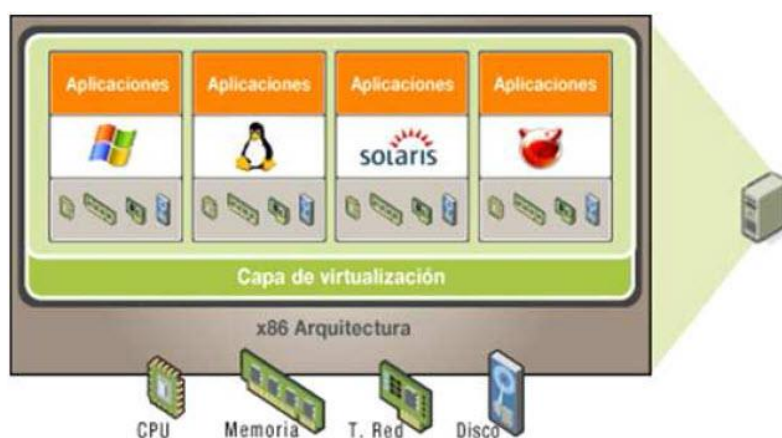 Aplicaciones Aplicaciones Aplicaciones Aplicaciones
solaris
Capa de virtualización
x86 Arquitectura
CPU Memoria T. Red Disco